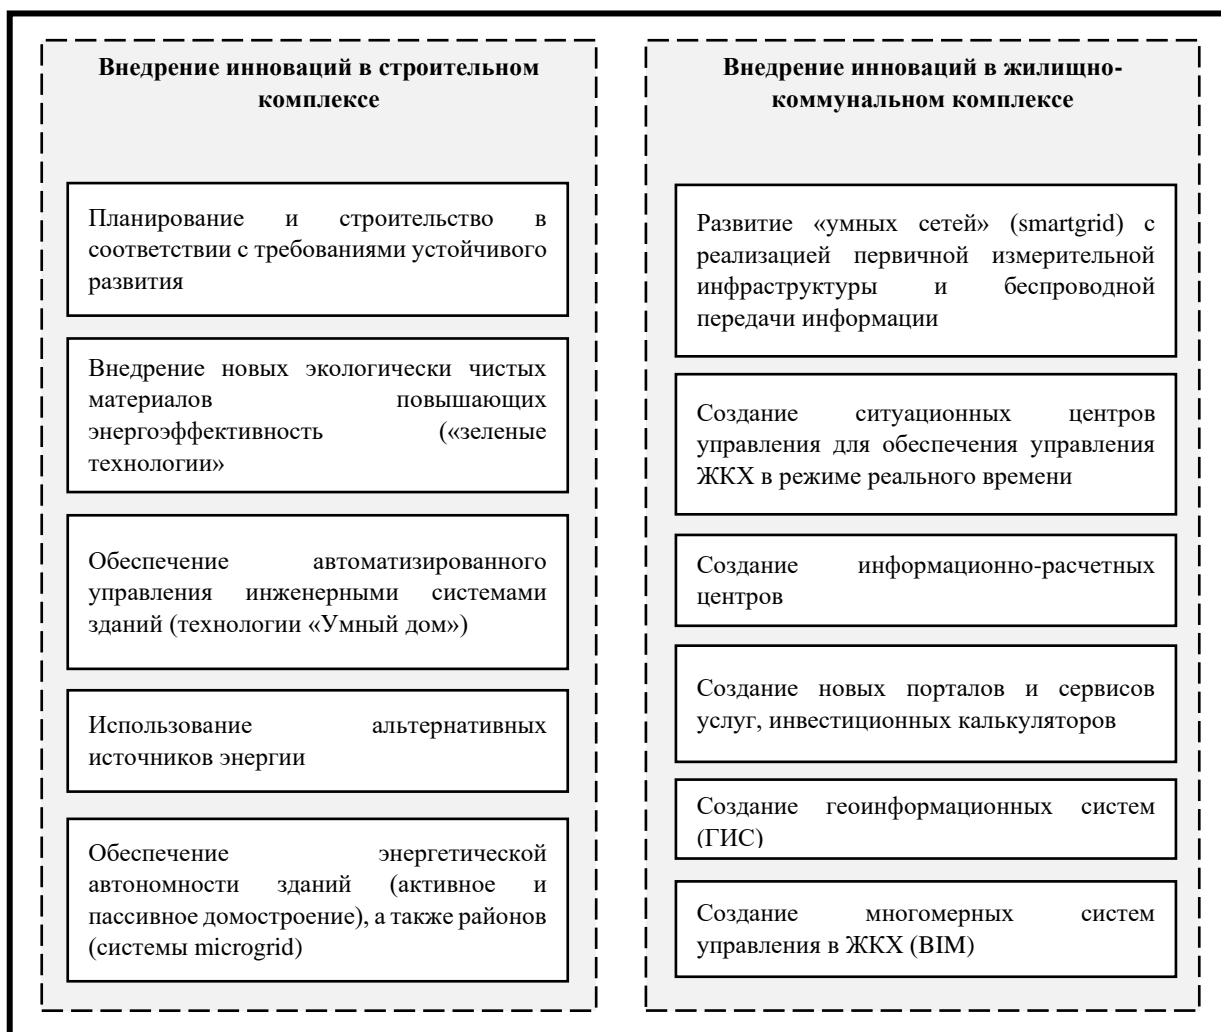 Внедрение инноваций в строительном
комплексе
Планирование и строительство в
соответствии с требованиями устойчивого
развития
Внедрение новых экологически чистых
материалов повышающих
энергоэффективность («зеленые
технологии»
Обеспечение автоматизированного
управления инженерными системами
зданий (технологии «Умный дом»)
Использование альтернативных
источников энергии
Обеспечение энергетической
автономности зданий (активное и
пассивное домостроение), а также районов
(системы microgrid)
Внедрение инноваций в жилищно-
коммунальном комплексе
Развитие «умных сетей» (smartgrid) с
реализацией первичной измерительной
инфраструктуры и беспроводной
передачи информации
Создание ситуационных центров
управления для обеспечения управления
ЖКХ в режиме реального времени
Создание информационно-расчетных
центров
Создание новых порталов и сервисов
услуг, инвестиционных калькуляторов
Создание геоинформационных систем
(ГИС)
Создание многомерных систем
управления в ЖКХ (BIM)